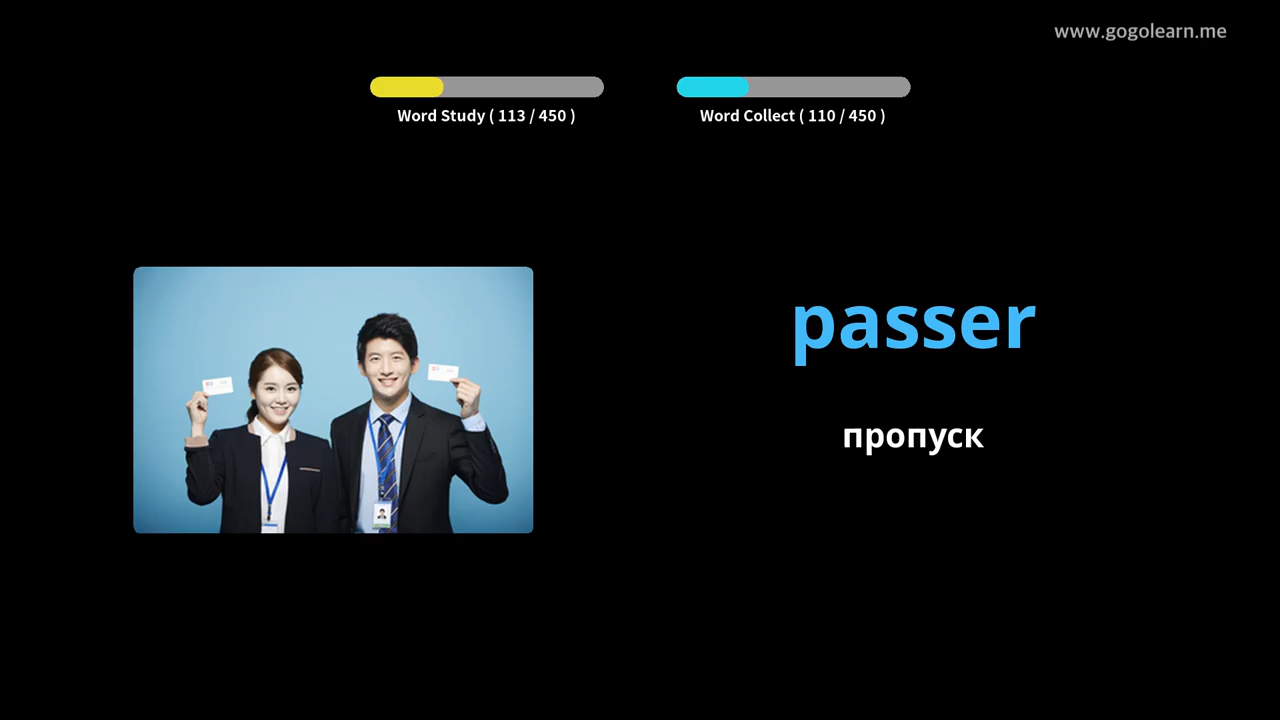 www.gogolearn.me
Word Study ( 113 / 450 )
Word Collect ( 110 / 450 )
passer
пропуск